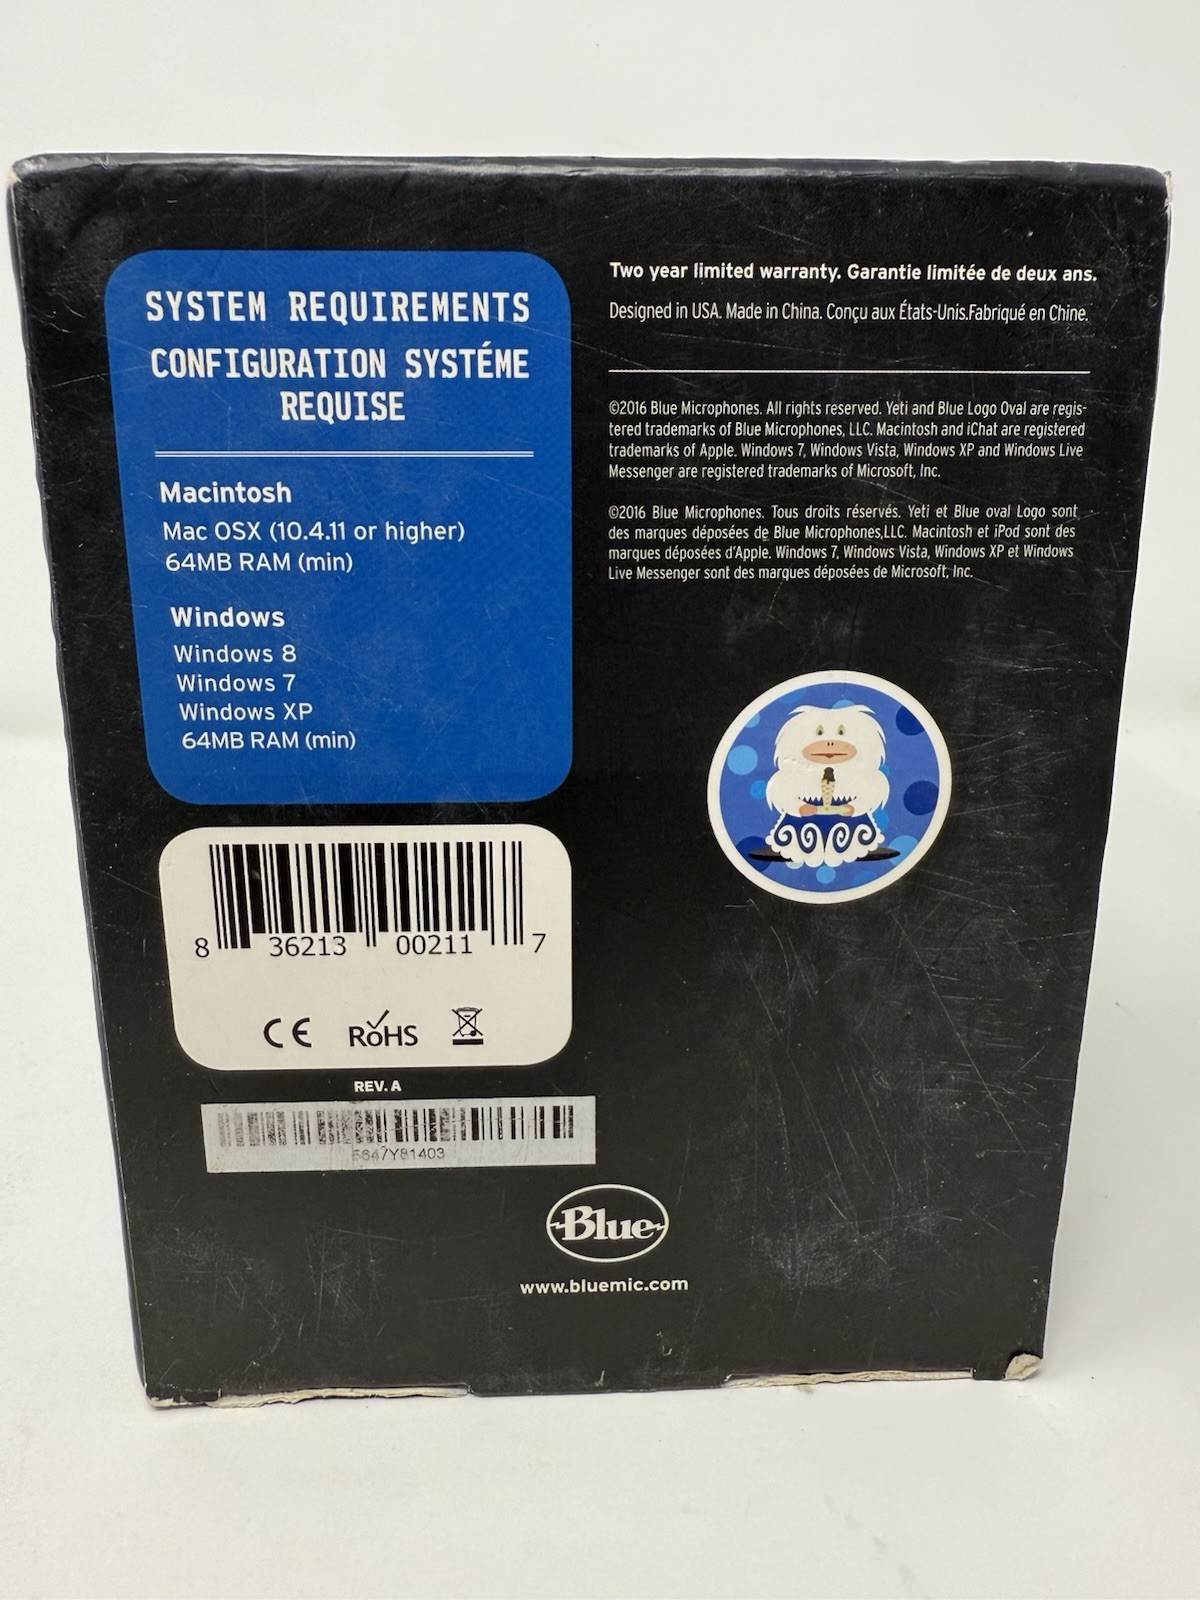 SYSTEM REQUIREMENTS
CONFIGURATION SYSTÉME
REQUISE
Macintosh
Mac OSX (10.4.11 or higher)
64MB RAM (min)
Windows
Windows 8
Windows 7
Windows XP
64MB RAM (min)
8 36213 00211 7
CE RoHS
REV. A
5647Y81403
Two year limited warranty. Garantie limitée de deux ans.
Designed in USA. Made in China. Conçu aux États-Unis.Fabriqué en Chine.
©2016 Blue Microphones. All rights reserved. Yeti and Blue Logo Oval are regis-
tered trademarks of Blue Microphones, LLC. Macintosh and iChat are registered
trademarks of Apple. Windows 7, Windows Vista, Windows XP and Windows Live
Messenger are registered trademarks of Microsoft, Inc.
©2016 Blue Microphones. Tous droits réservés. Yeti et Blue oval Logo sont
des marques déposées de Blue Microphones,LLC. Macintosh et iPod sont des
marques déposées d'Apple. Windows 7, Windows Vista, Windows XP et Windows
Live Messenger sont des marques déposées de Microsoft, Inc.
Blue
www.bluemic.com